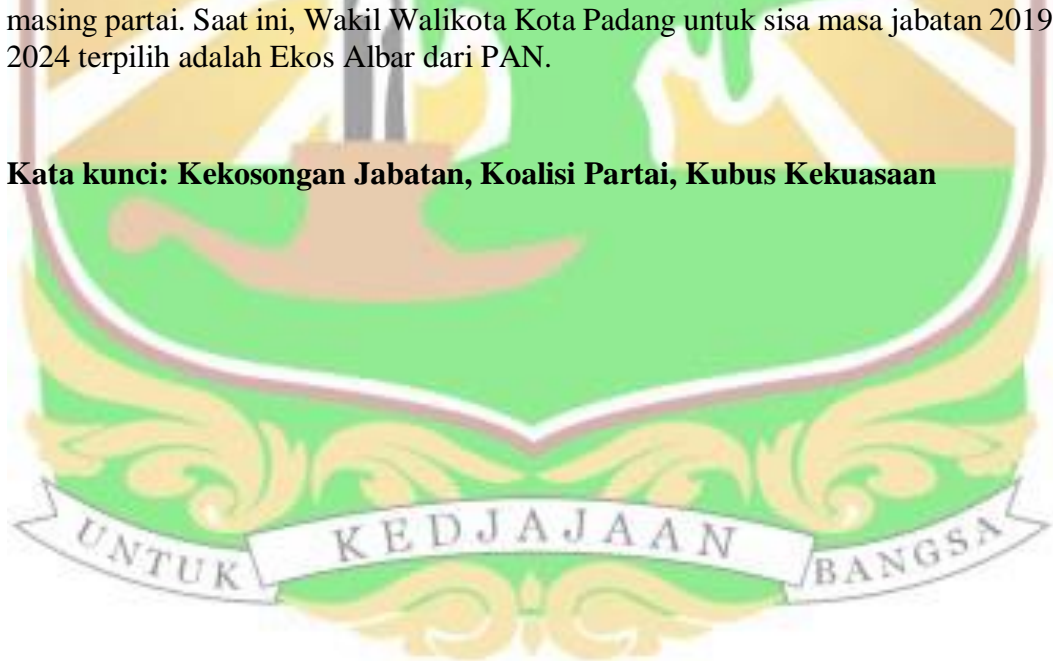 masing partai. Saat ini, Wakil Walikota Kota Padang untuk sisa masa jabatan 2019
2024 terpilih adalah Ekos Albar dari PAN.
Kata kunci: Kekosongan Jabatan, Koalisi Partai, Kubus Kekuasaan
UNTUK KEDJAJAAN BANGSA